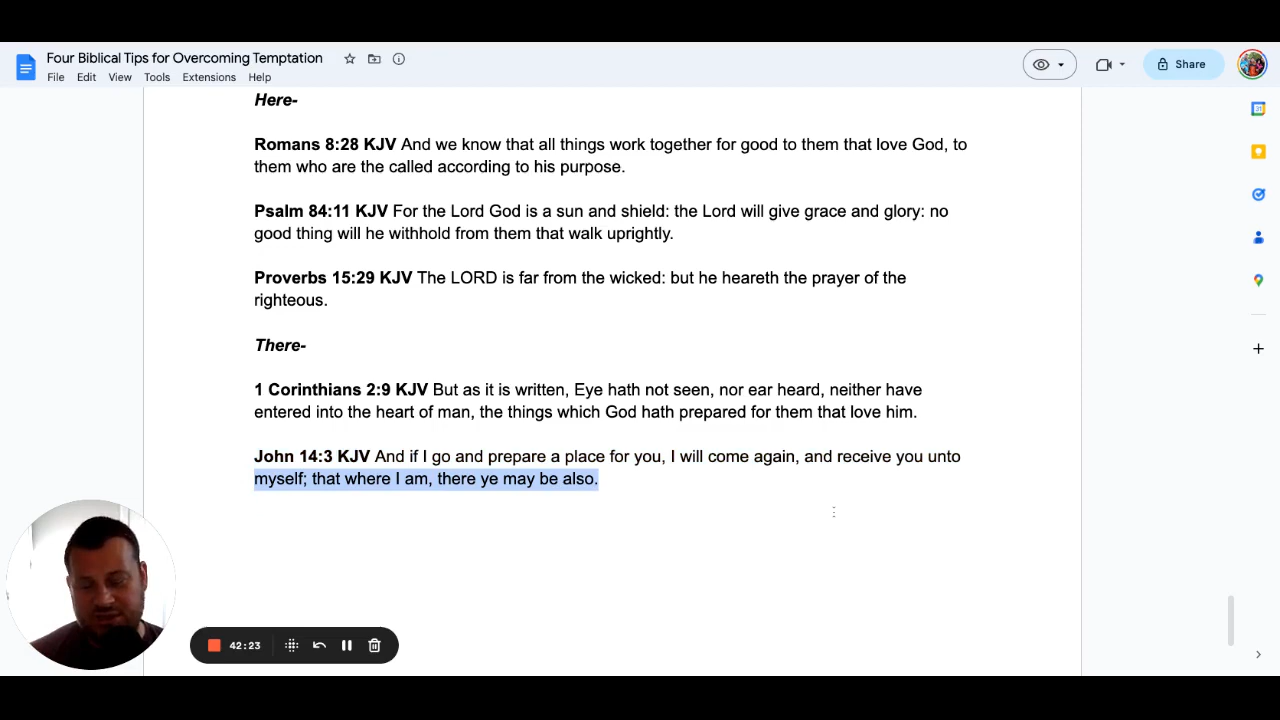 Four Biblical Tips for Overcoming Temptation
File Edit View Tools Extensions Help
Share
Here-
Romans 8:28 KJV And we know that all things work together for good to them that love God, to
them who are the called according to his purpose.
Psalm 84:11 KJV For the Lord God is a sun and shield: the Lord will give grace and glory: no
good thing will he withhold from them that walk uprightly.
Proverbs 15:29 KJV The LORD is far from the wicked: but he heareth the prayer of the
righteous.
There-
1 Corinthians 2:9 KJV But as it is written, Eye hath not seen, nor ear heard, neither have
entered into the heart of man, the things which God hath prepared for them that love him.
John 14:3 KJV And if I go and prepare a place for you, I will come again, and receive you unto
myself; that where I am, there ye may be also.
42:23